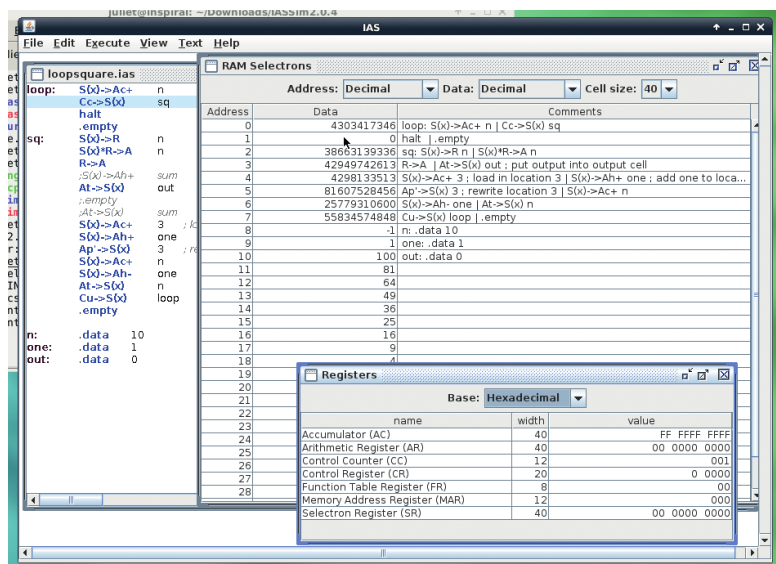 juliet@inspiral: ~/Downloads/IASSim2.0.4
IAS
File Edit Execute View Text Help
loopsquare.ias
loop: S(x)->Ac+ n
Cc->S(x) sq
halt
.empty
sq: S(x)->R n
S(x)*R->A n
R->A
;S(x)->Ah+ sum
At->S(x) out
;.empty
;At->S(x) sum
S(x)->Ac+ 3
S(x)->Ah+ one
Ap'->S(x) 3
S(x)->Ac+ n
S(x)->Ah- one
At->S(x) n
Cu->S(x) loop
.empty
n: .data 10
one: .data 1
out: .data 0
RAM Selectrons
Address: Decimal Data: Decimal Cell size: 40
Address Data Comments
0 4303417346 loop: S(x)->Ac+ n | Cc->S(x) sq
1 0 halt | .empty
2 38663139336 sq: S(x)->R n | S(x)*R->A n
3 42949742613 R->A | At->S(x) out ; put output into output cell
4 4298133513 S(x)->Ac+ 3 ; load in location 3 | S(x)->Ah+ one ; add one to loca...
5 81607528456 Ap'->S(x) 3 ; rewrite location 3 | S(x)->Ac+ n
6 25779310600 S(x)->Ah- one | At->S(x) n
7 55834574848 Cu->S(x) loop | .empty
8 -1 n: .data 10
9 1 one: .data 1
10 100 out: .data 0
11 81
12 64
13 49
14 36
15 25
16 16
17 9
18 4
19
20
21
22
23
24
25
26
27
28
Registers
Base: Hexadecimal
name width value
Accumulator (AC) 40 FF FFFF FFFF
Arithmetic Register (AR) 40 00 0000 0000
Control Counter (CC) 12 001
Control Register (CR) 20 0 0000
Function Table Register (FR) 8 00
Memory Address Register (MAR) 12 000
Selectron Register (SR) 40 00 0000 0000